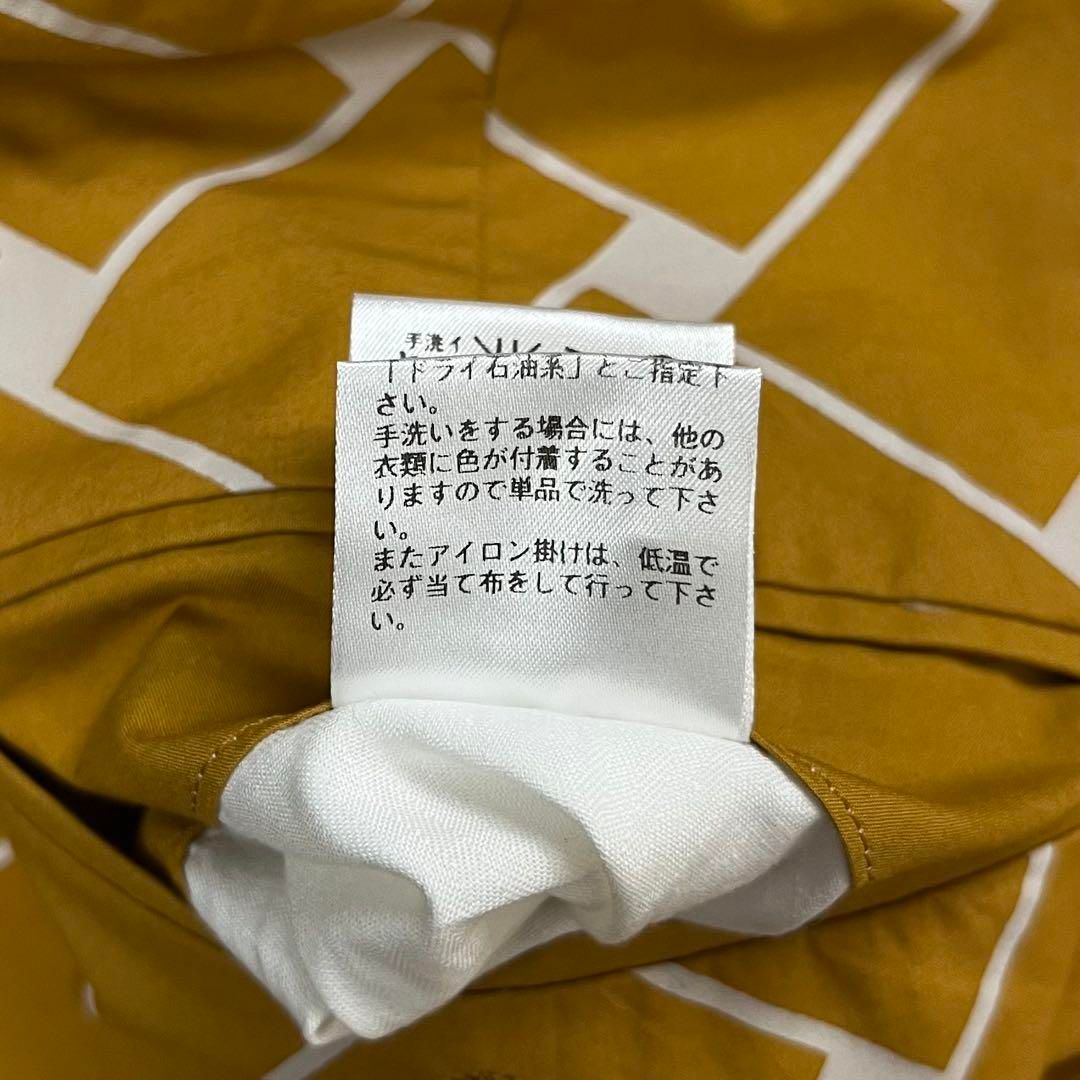 手洗イ
「ドライ石油系」とご指定下
さい。
手洗いをする場合には、他の
衣類に色が付着することがあ
りますので単品で洗って下さ
い。
またアイロン掛けは、低温で
必ず当て布をして行って下さ
い。